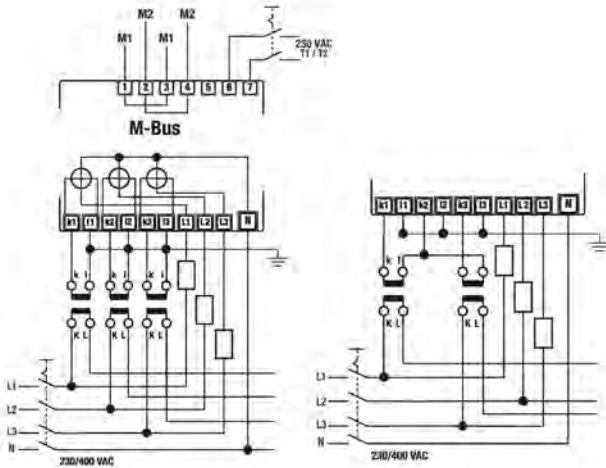 M2 M2
M1 M1
230 VAC
T1 / T2
1 2 3 4 5 6 7
M-Bus
k1 l1 k2 l2 k3 l3 L1 L2 L3 N
k l k l k l
K L K L K L
L1
L2
L3
N
230/400 VAC
k1 l1 k2 l2 k3 l3 L1 L2 L3 N
k l k l
K L K L
L1
L2
L3
N
230/400 VAC